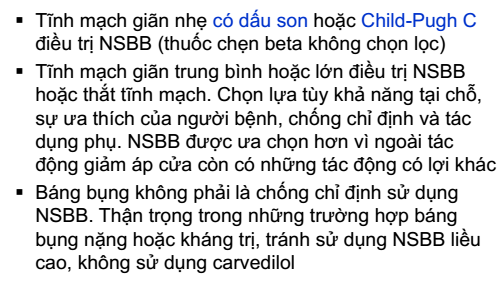 ▪ Tĩnh mạch giãn nhẹ có dấu son hoặc Child-Pugh C
điều trị NSBB (thuốc chẹn beta không chọn lọc)
▪ Tĩnh mạch giãn trung bình hoặc lớn điều trị NSBB
hoặc thắt tĩnh mạch. Chọn lựa tùy khả năng tại chỗ,
sự ưa thích của người bệnh, chống chỉ định và tác
dụng phụ. NSBB được ưa chọn hơn vì ngoài tác
động giảm áp cửa còn có những tác động có lợi khác
▪ Báng bụng không phải là chống chỉ định sử dụng
NSBB. Thận trọng trong những trường hợp báng
bụng nặng hoặc kháng trị, tránh sử dụng NSBB liều
cao, không sử dụng carvedilol